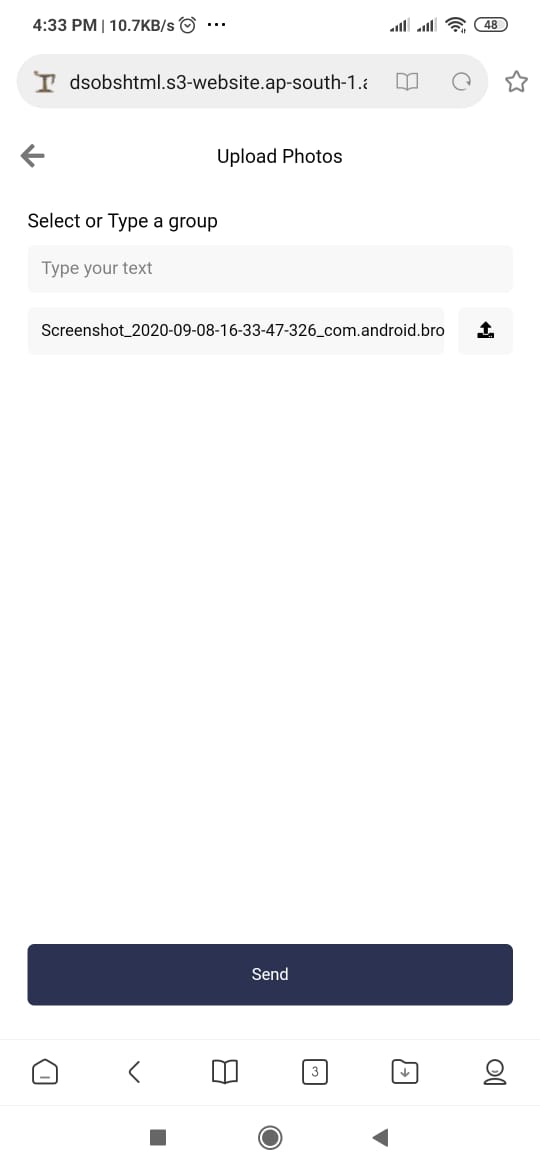 4:33 PM | 10.7KB/s ... 48
dsobshtml.s3-website.ap-south-1.
Upload Photos
Select or Type a group
Type your text
Screenshot_2020-09-08-16-33-47-326_com.android.bro
Send
3